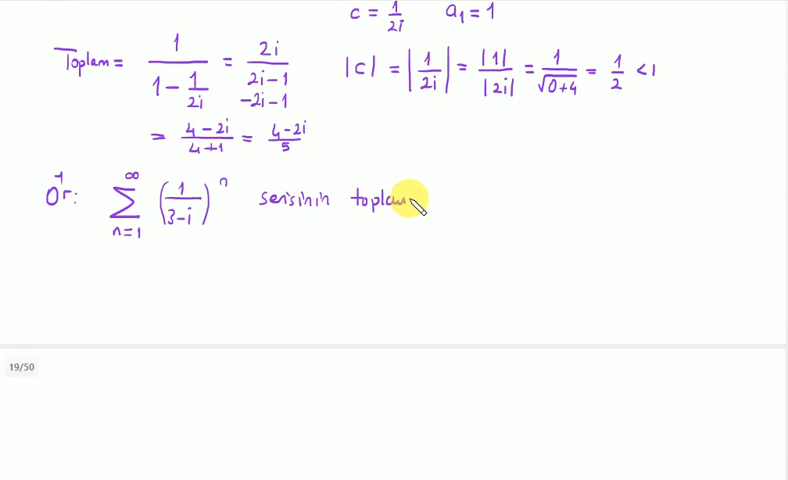 c = 1/2i a₁ = 1
Toplam = 1/(1 - 1/2i) = 2i/(2i-1) |c| = |1/2i| = |1|/|2i| = 1/√(0+4) = 1/2 < 1
-2i-1
= (4-2i)/(4+1) = (4-2i)/5
Ör: ∑_{n=1}^{∞} (1/(3-i))^n serisinin toplam
19/50